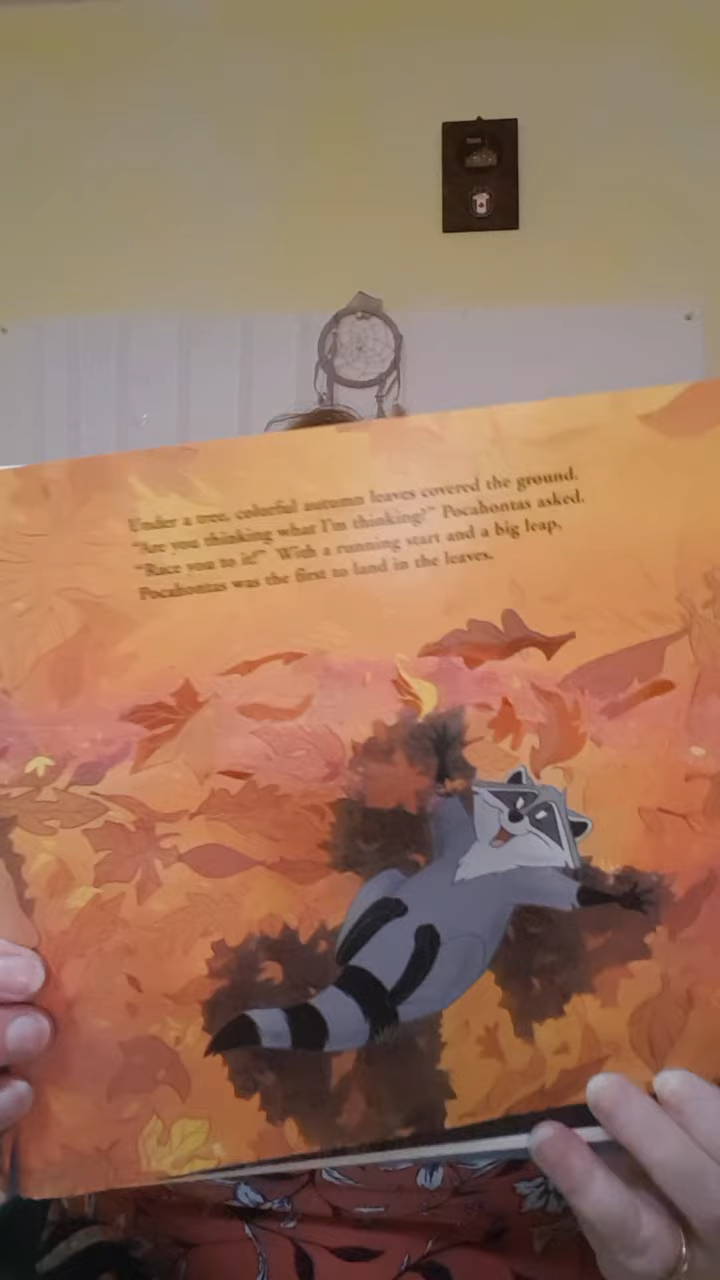 Under a tree, colorful autumn leaves covered the ground.
"Are you thinking what I'm thinking?" Pocahontas asked.
"Race you to it!" With a running start and a big leap,
Pocahontas was the first to land in the leaves.